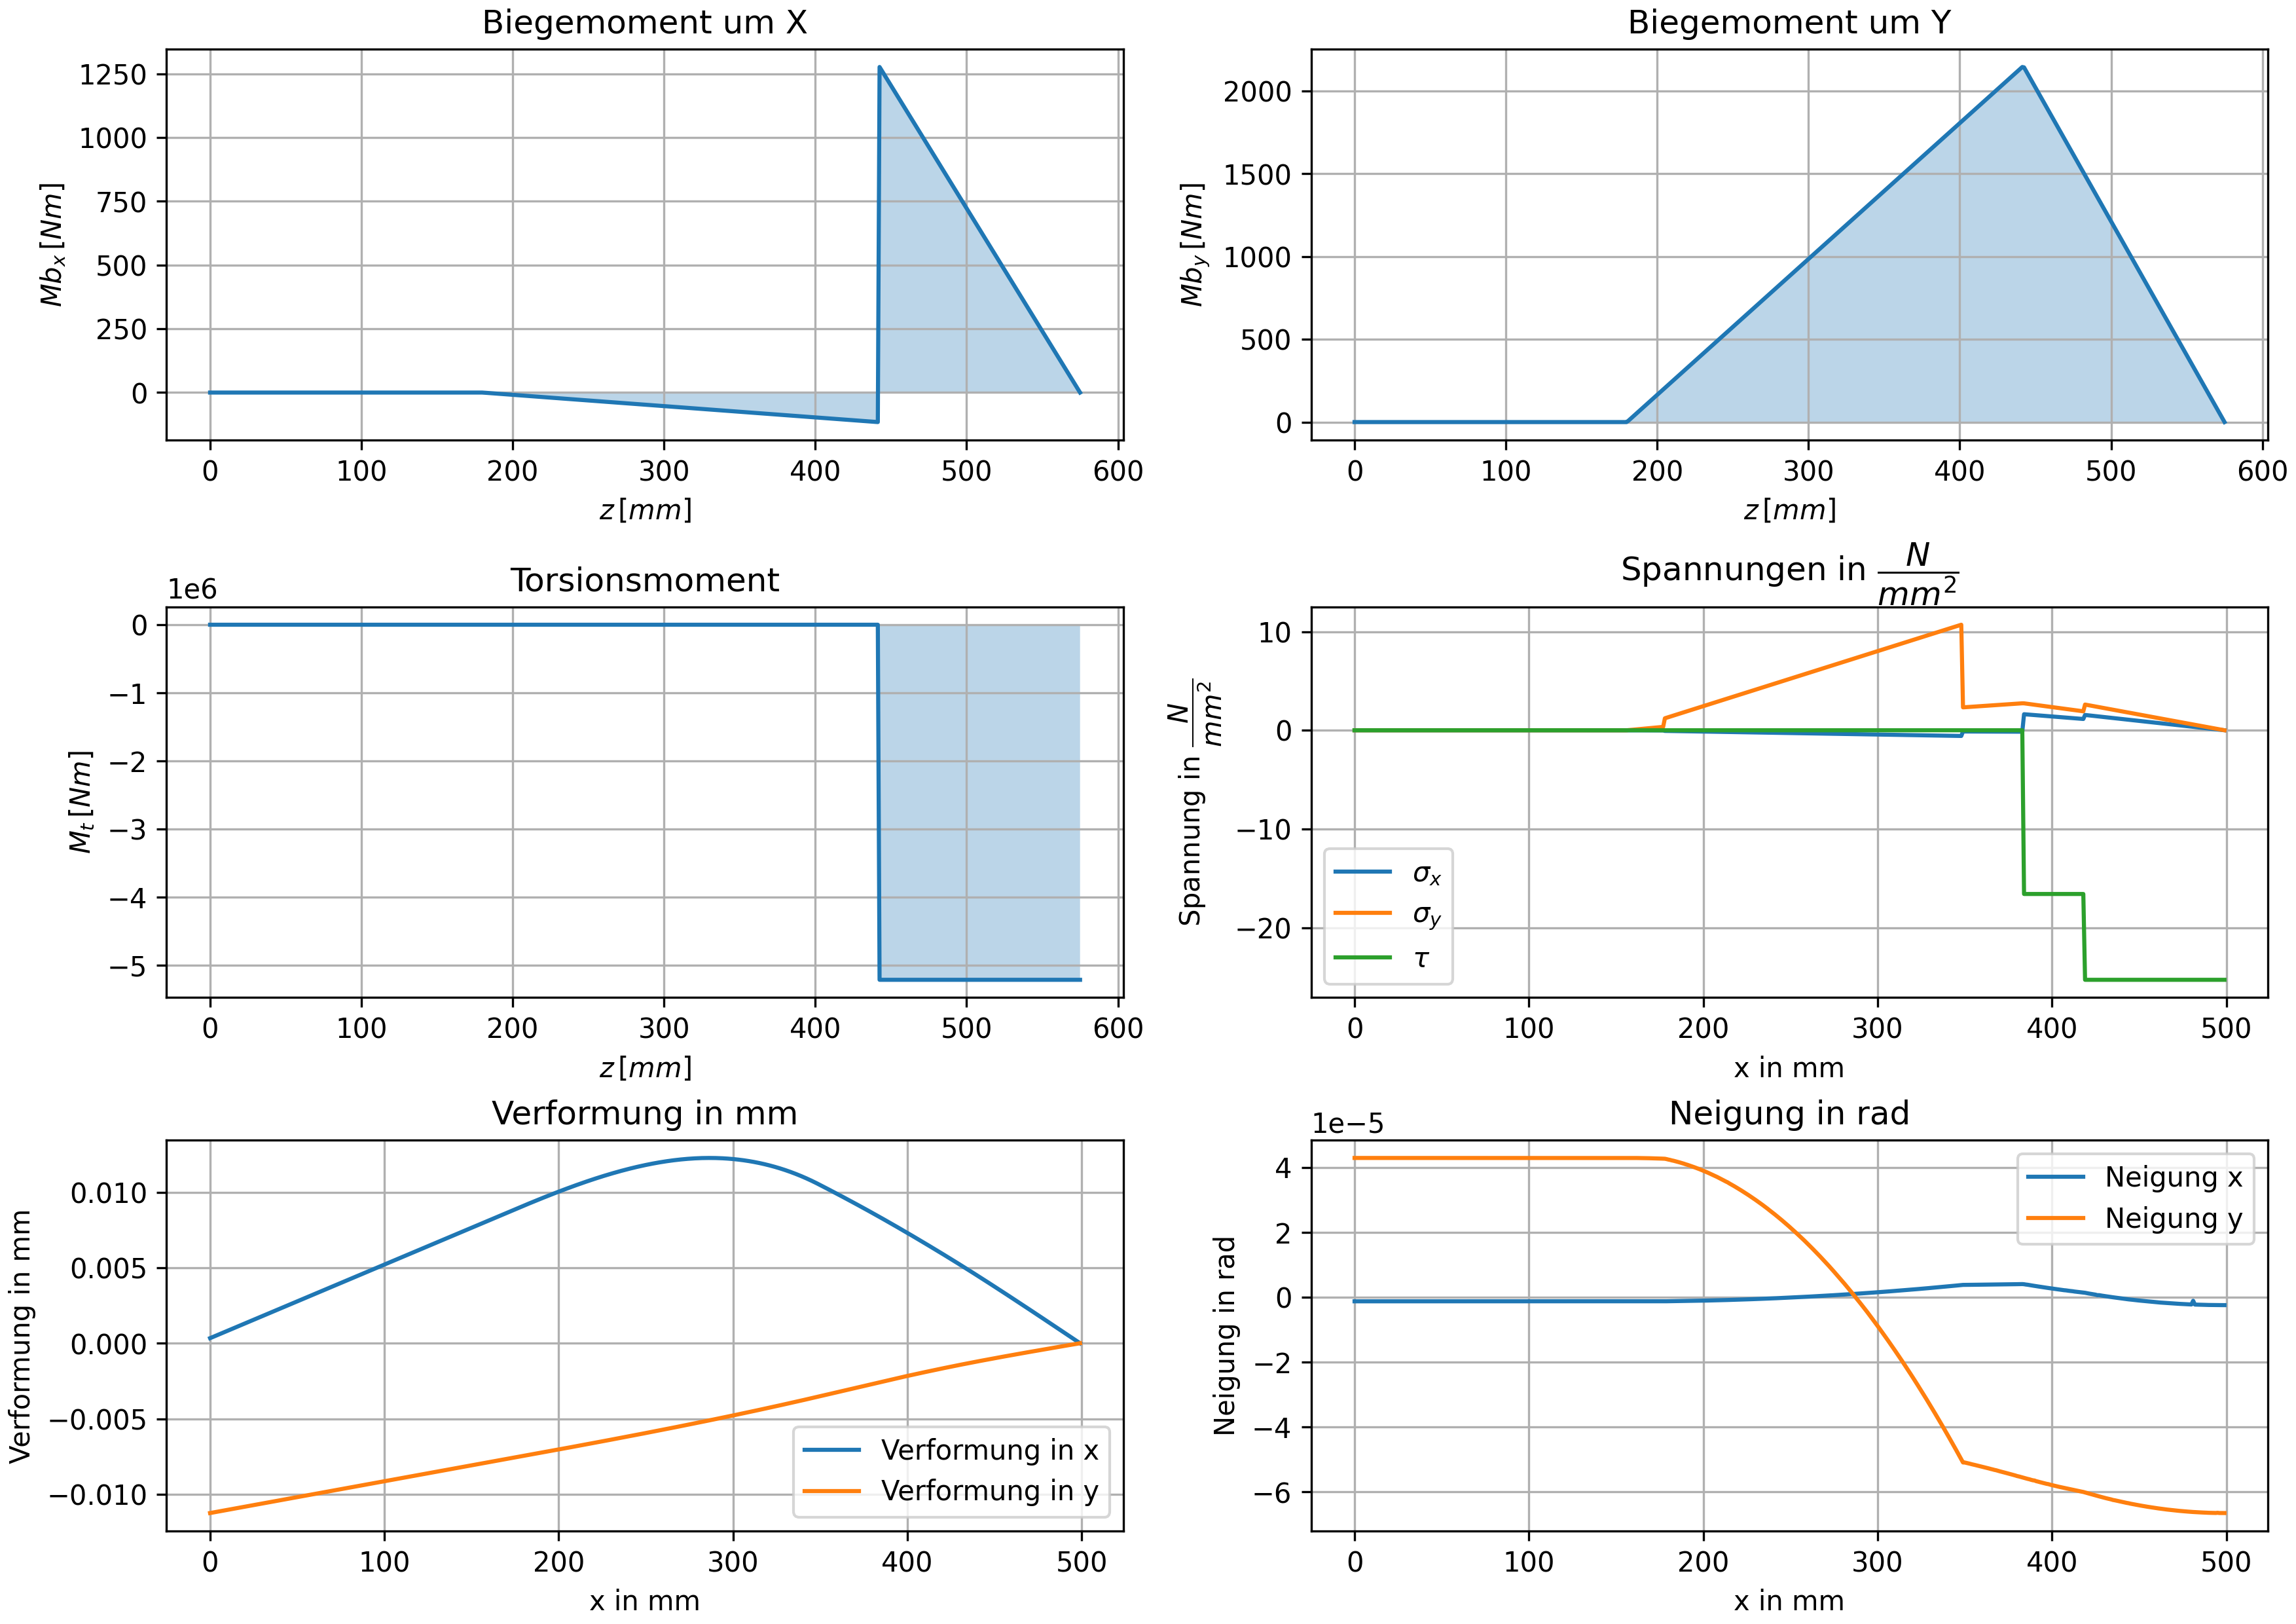 Biegemoment um X
1250
1000
750
500
250
0
Mb_x [Nm]
0 100 200 300 400 500 600
z [mm]
Biegemoment um Y
2000
1500
1000
500
0
Mb_y [Nm]
0 100 200 300 400 500 600
z [mm]
Torsionsmoment
1e6
0
−1
−2
−3
−4
−5
M_t [Nm]
0 100 200 300 400 500 600
z [mm]
Spannungen in N/mm²
10
0
−10
−20
Spannung in N/mm²
σ_x
σ_y
τ
0 100 200 300 400 500
x in mm
Verformung in mm
0.010
0.005
0.000
−0.005
−0.010
Verformung in mm
Verformung in x
Verformung in y
0 100 200 300 400 500
x in mm
Neigung in rad
1e−5
4
2
0
−2
−4
−6
Neigung in rad
Neigung x
Neigung y
0 100 200 300 400 500
x in mm